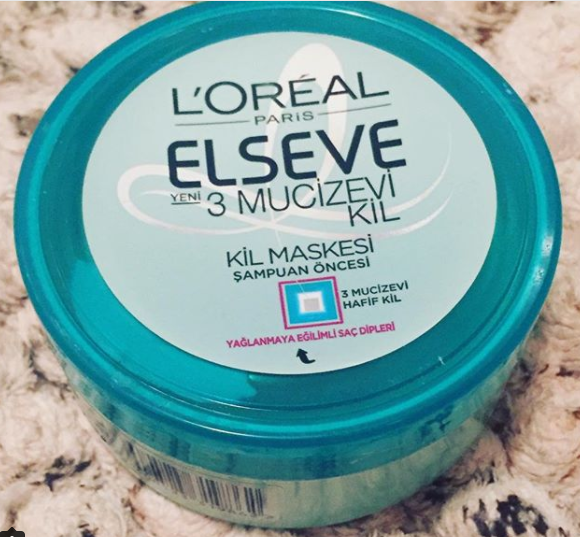 L'ORÉAL
PARIS
ELSEVE
YENİ 3 MUCİZEVİ
KİL
KİL MASKESİ
ŞAMPUAN ÖNCESİ
3 MUCİZEVİ
HAFİF KİL
YAĞLANMAYA EĞİLİMLİ SAÇ DİPLERİ